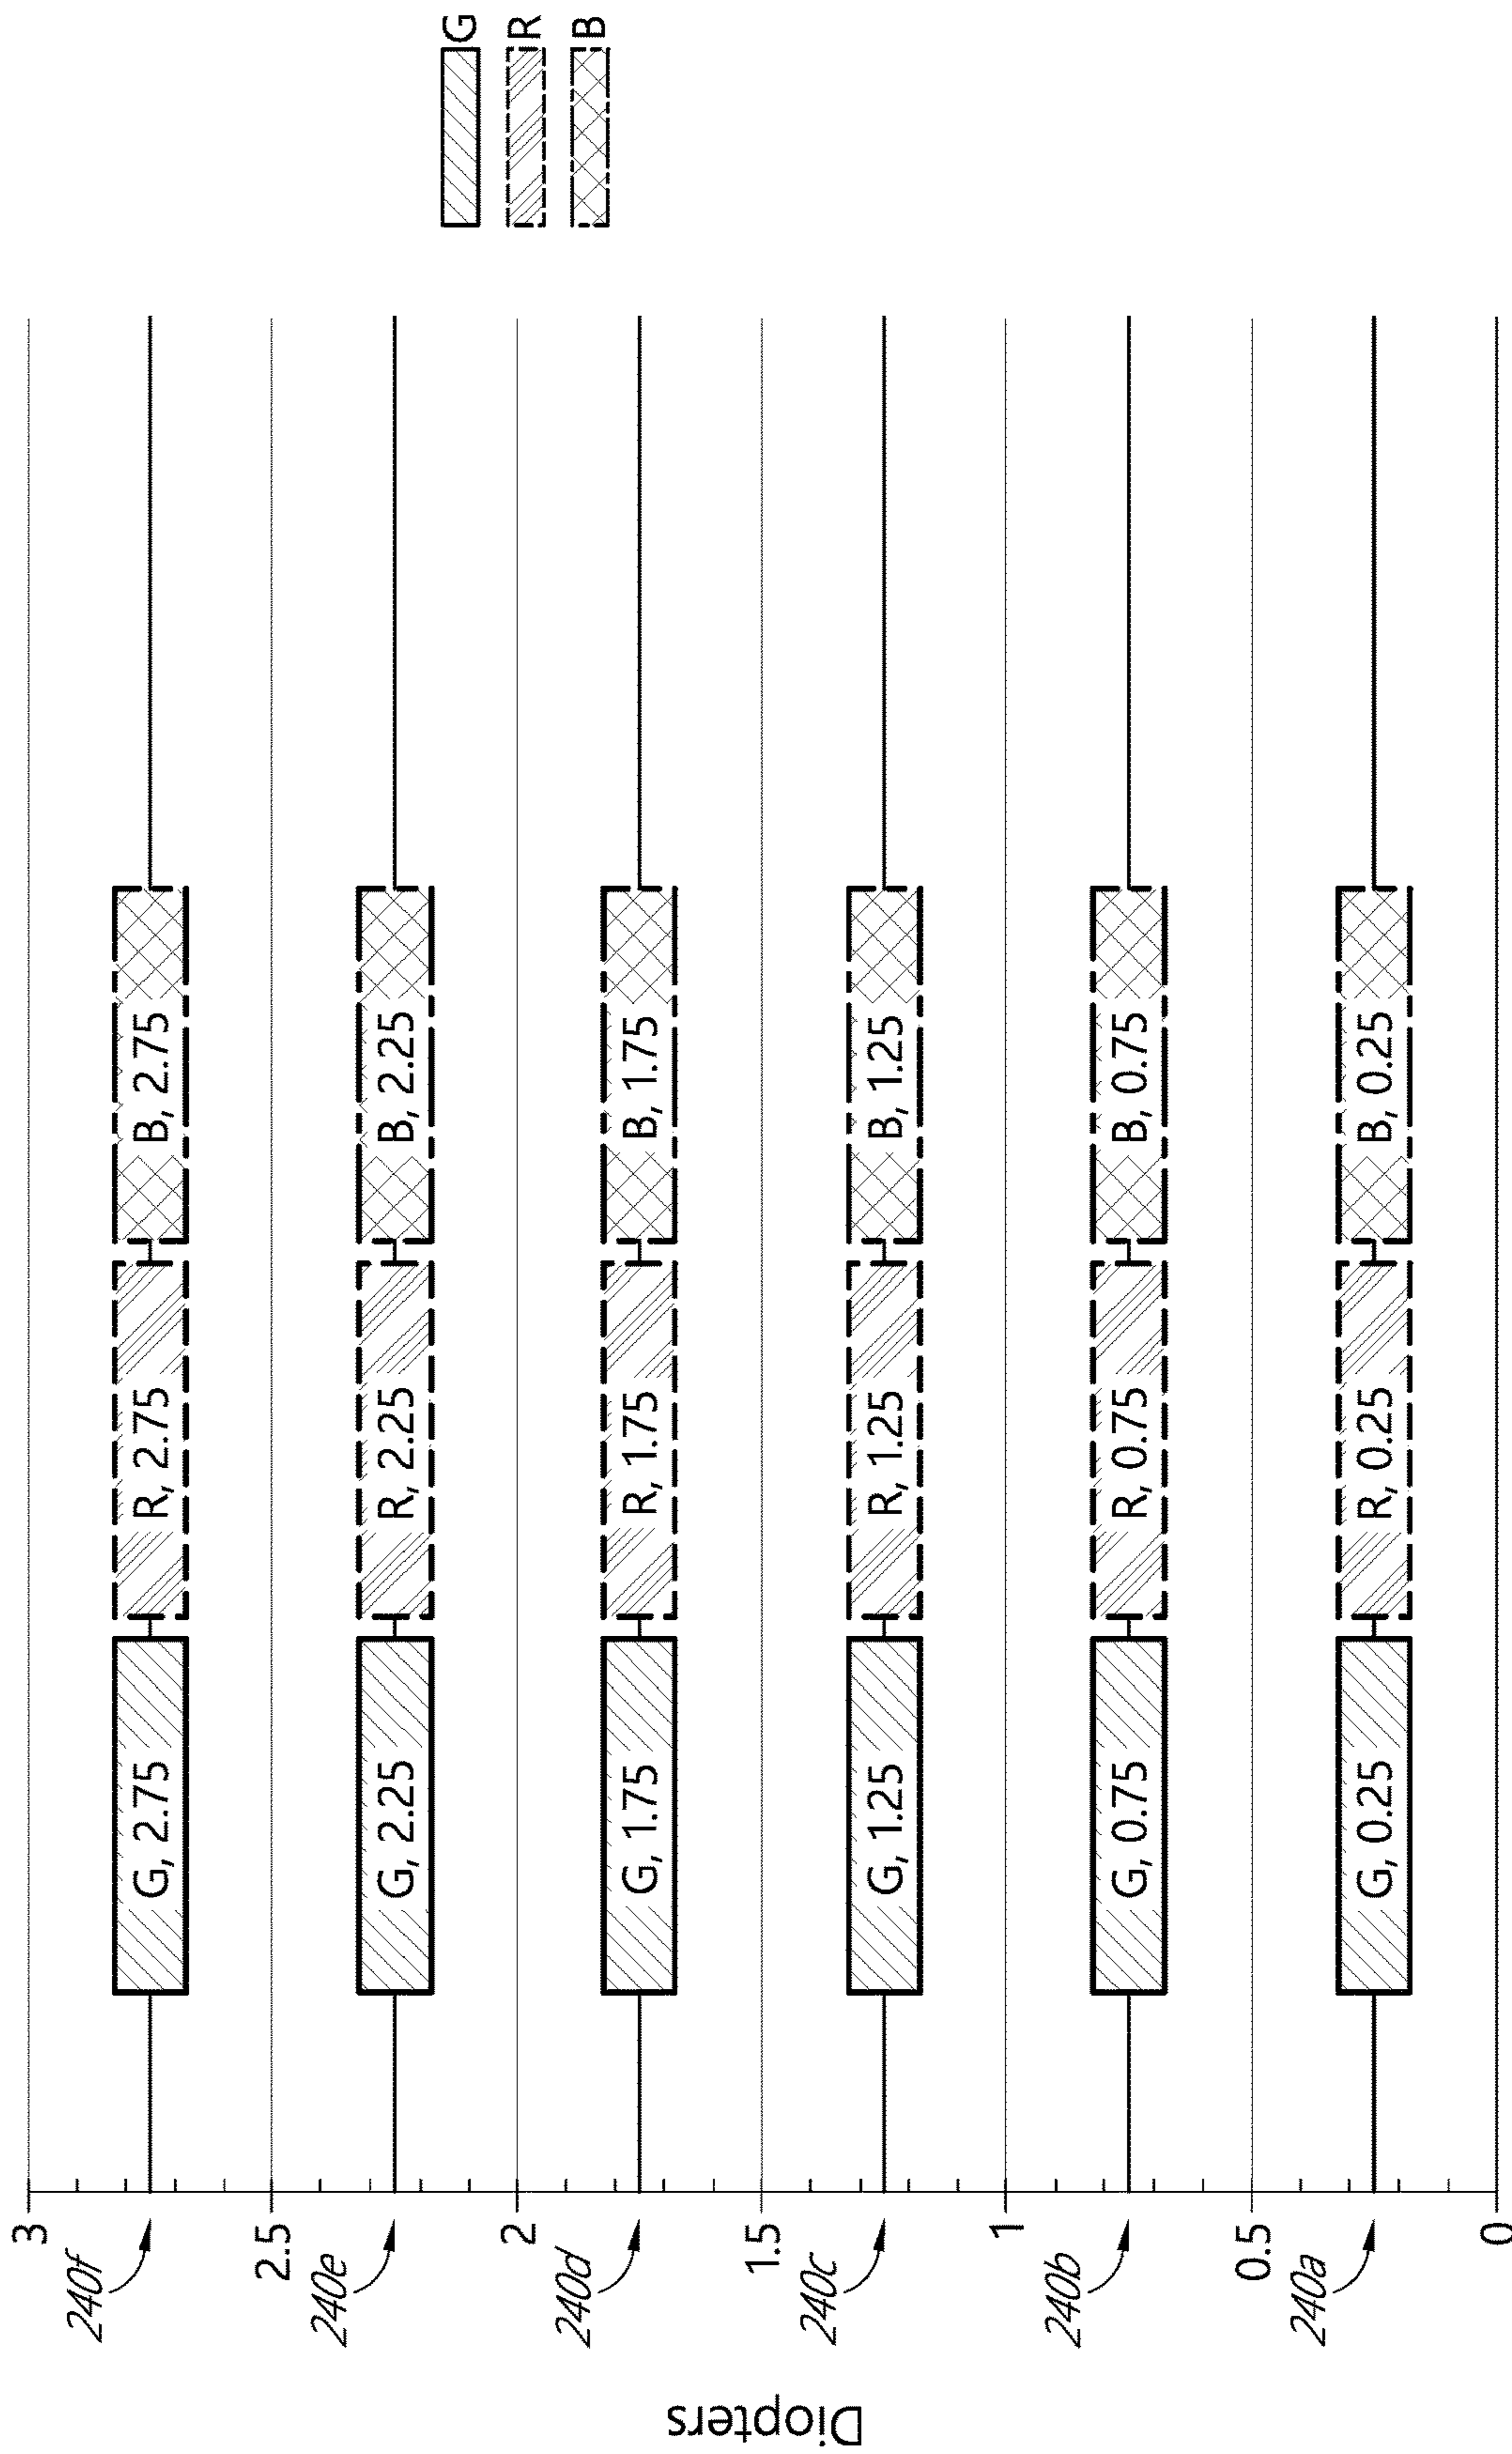 Diopters
3
240f
G, 2.75
R, 2.75
B, 2.75
2.5
240e
G, 2.25
R, 2.25
B, 2.25
2
240d
G, 1.75
R, 1.75
B, 1.75
1.5
240c
G, 1.25
R, 1.25
B, 1.25
1
240b
G, 0.75
R, 0.75
B, 0.75
0.5
240a
G, 0.25
R, 0.25
B, 0.25
0
G
R
B